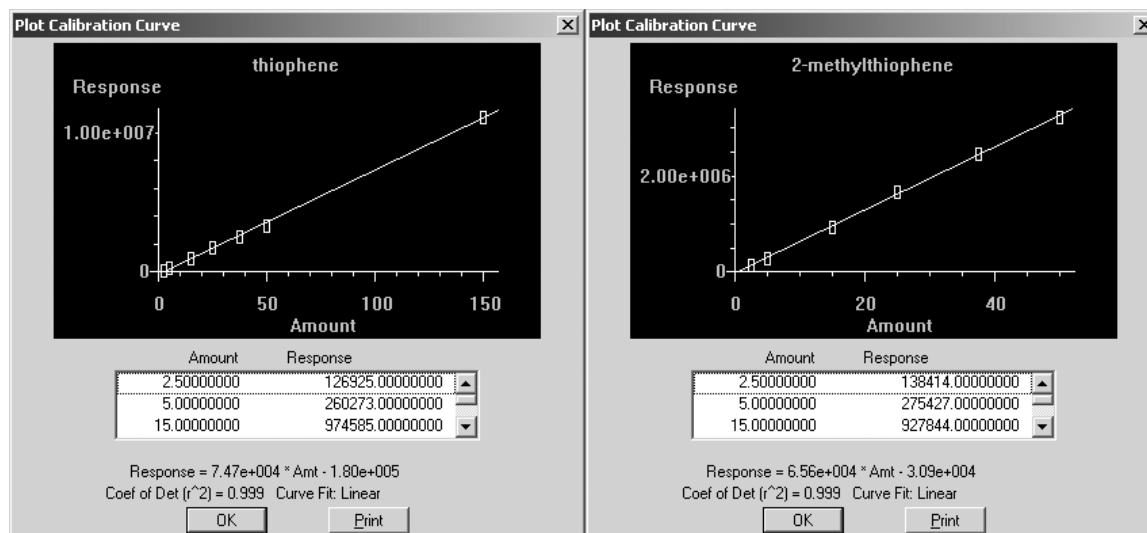 Plot Calibration Curve
thiophene
Response
1.00e+007
0
0 50 100 150
Amount
Amount Response
2.50000000 126925.00000000
5.00000000 260273.00000000
15.00000000 974585.00000000
Response = 7.47e+004 * Amt - 1.80e+005
Coef of Det (r^2) = 0.999 Curve Fit: Linear
OK Print
Plot Calibration Curve
2-methylthiophene
Response
2.00e+006
0
0 20 40
Amount
Amount Response
2.50000000 138414.00000000
5.00000000 275427.00000000
15.00000000 927844.00000000
Response = 6.56e+004 * Amt - 3.09e+004
Coef of Det (r^2) = 0.999 Curve Fit: Linear
OK Print